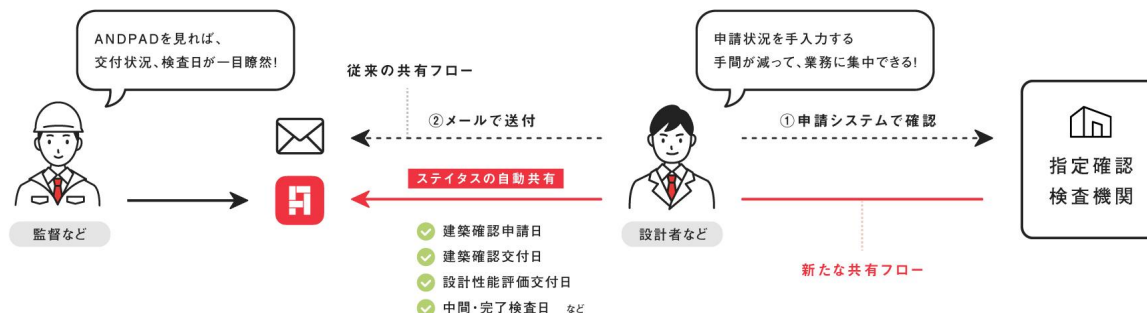 ANDPADを見れば、
交付状況、検査日が一目瞭然!
監督など
従来の共有フロー
②メールで送付
ステイタスの自動共有
建築確認申請日
建築確認交付日
設計性能評価交付日
中間・完了検査日 など
申請状況を手入力する
手間が減って、業務に集中できる!
設計者など
①申請システムで確認
新たな共有フロー
指定確認
検査機関